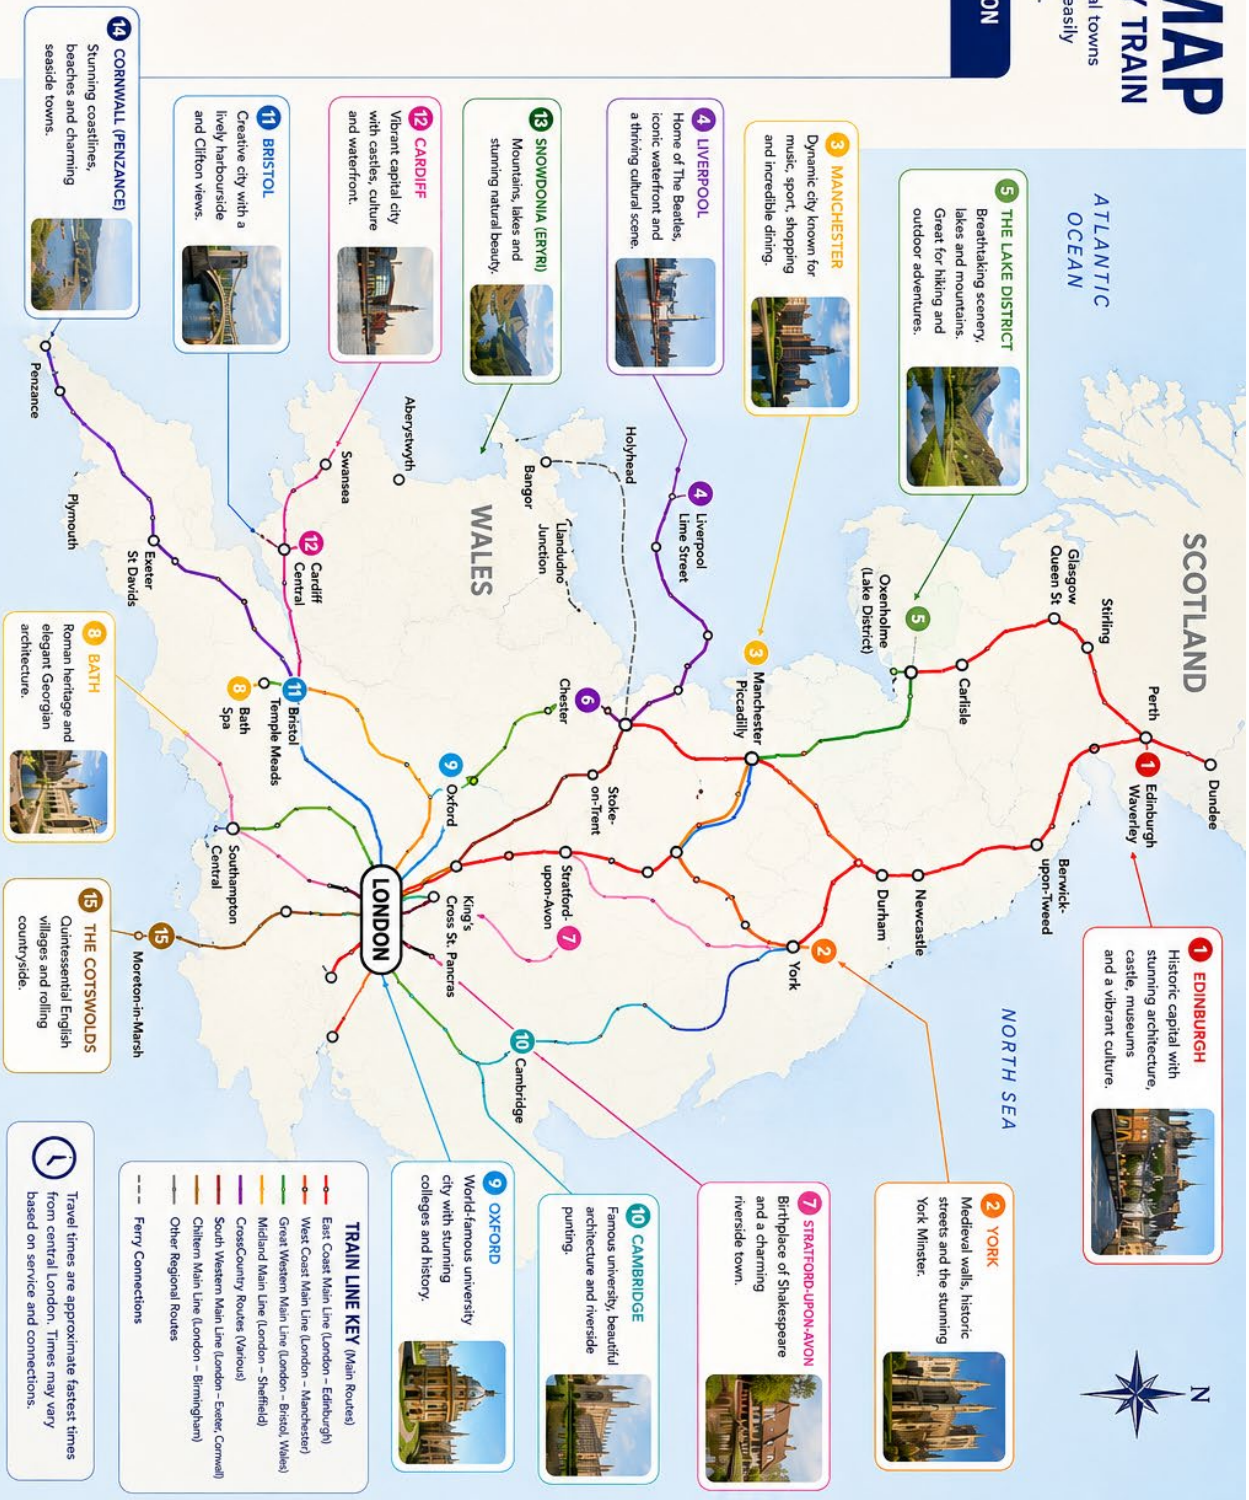 MAP
Y TRAIN
al towns
easily
ON
ATLANTIC
OCEAN
NORTH SEA
SCOTLAND
WALES
N
14 CORNWALL (PENZANCE)
Stunning coastlines,
beaches and charming
seaside towns.
11 BRISTOL
Creative city with a
lively harbourside
and Clifton views.
12 CARDIFF
Vibrant capital city
with castles, culture
and waterfront.
13 SNOWDONIA (ERYRI)
Mountains, lakes and
stunning natural beauty.
4 LIVERPOOL
Home of The Beatles,
iconic waterfront and
a thriving cultural scene.
3 MANCHESTER
Dynamic city known for
music, sport, shopping
and incredible dining.
5 THE LAKE DISTRICT
Breathtaking scenery,
lakes and mountains.
Great for hiking and
outdoor adventures.
Dundee
Perth
1
Edinburgh
Waverley
Stirling
Glasgow
Queen St
Berwick-
upon-Tweed
Carlisle
5
Oxenholme
(Lake District)
Newcastle
Durham
2
York
3
Manchester
Piccadilly
4
Liverpool
Lime Street
Holyhead
Bangor
Llandudno
Junction
6
Chester
Stoke-
on-Trent
Stratford-
upon-Avon
7
10
Cambridge
Aberystwyth
9
Oxford
King's
Cross St. Pancras
LONDON
Swansea
12
Cardiff
Central
11
Bristol
Temple Meads
8
Bath
Spa
Southampton
Central
15
Moreton-in-Marsh
Exeter
St Davids
Plymouth
Penzance
1 EDINBURGH
Historic capital with
stunning architecture,
castle, museums
and a vibrant culture.
2 YORK
Medieval walls, historic
streets and the stunning
York Minster.
7 STRATFORD-UPON-AVON
Birthplace of Shakespeare
and a charming
riverside town.
10 CAMBRIDGE
Famous university, beautiful
architecture and riverside
punting.
9 OXFORD
World-famous university
city with stunning
colleges and history.
8 BATH
Roman heritage and
elegant Georgian
architecture.
15 THE COTSWOLDS
Quintessential English
villages and rolling
countryside.
TRAIN LINE KEY (Main Routes)
East Coast Main Line (London – Edinburgh)
West Coast Main Line (London – Manchester)
Great Western Main Line (London – Bristol, Wales)
Midland Main Line (London – Sheffield)
CrossCountry Routes (Various)
South Western Main Line (London – Exeter, Cornwall)
Chiltern Main Line (London – Birmingham)
Other Regional Routes
Ferry Connections
Travel times are approximate fastest times
from central London. Times may vary
based on service and connections.